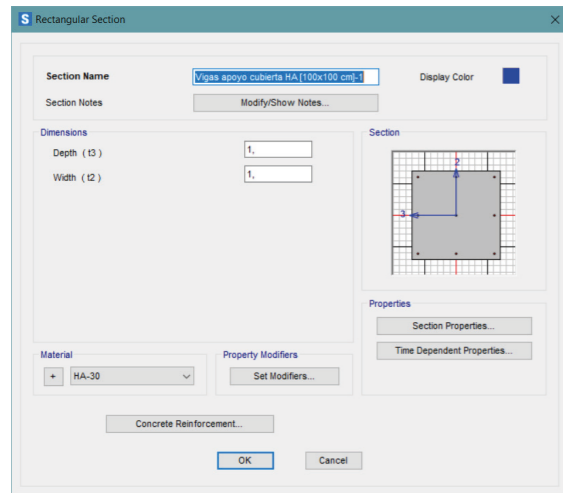 S Rectangular Section
Section Name Vigas apoyo cubierta HA [100x100 cm]-1 Display Color
Section Notes Modify/Show Notes...
Dimensions
Depth ( t3 ) 1,
Width ( t2 ) 1,
Section
2
3
Properties
Section Properties...
Time Dependent Properties...
Material
+ HA-30
Property Modifiers
Set Modifiers...
Concrete Reinforcement...
OK Cancel